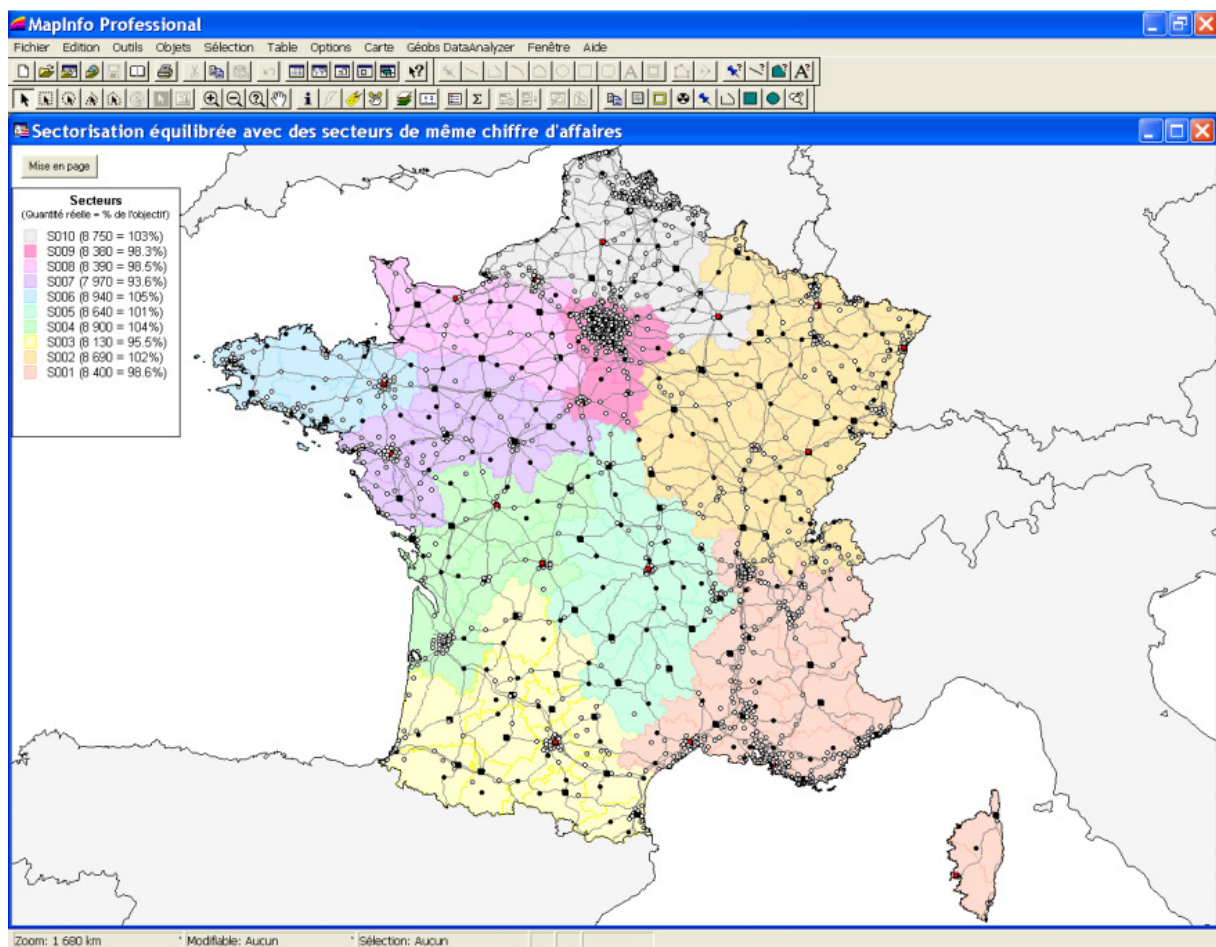 MapInfo Professional
Fichier Edition Outils Objets Sélection Table Options Carte Géobs DataAnalyzer Fenêtre Aide
Sectorisation équilibrée avec des secteurs de même chiffre d'affaires
Mise en page
Secteurs
(Quantité réelle = % de l'objectif)
S010 (8 750 = 103%)
S009 (8 380 = 98.3%)
S008 (8 390 = 98.5%)
S007 (7 970 = 93.6%)
S006 (8 940 = 105%)
S005 (8 640 = 101%)
S004 (8 900 = 104%)
S003 (8 130 = 95.5%)
S002 (8 690 = 102%)
S001 (8 400 = 98.6%)
Zoom: 1 680 km Modifiable: Aucun Sélection: Aucun